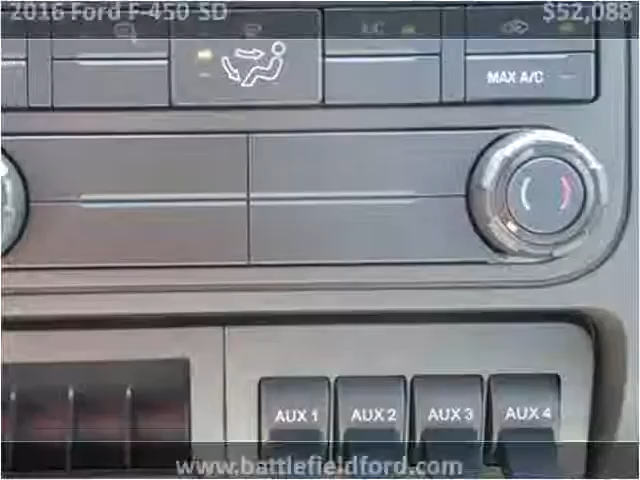 2016 Ford F-450 SD $52,088
A/C
MAX A/C
AUX 1 AUX 2 AUX 3 AUX 4
www.battlefieldford.com